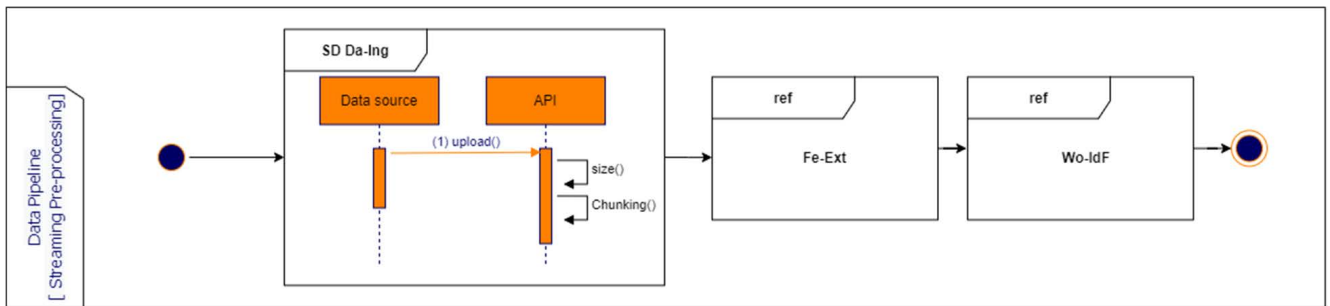 Data Pipeline
[ Streaming Pre-processing]
SD Da-Ing
Data source
API
(1) upload()
size()
Chunking()
ref
Fe-Ext
ref
Wo-IdF